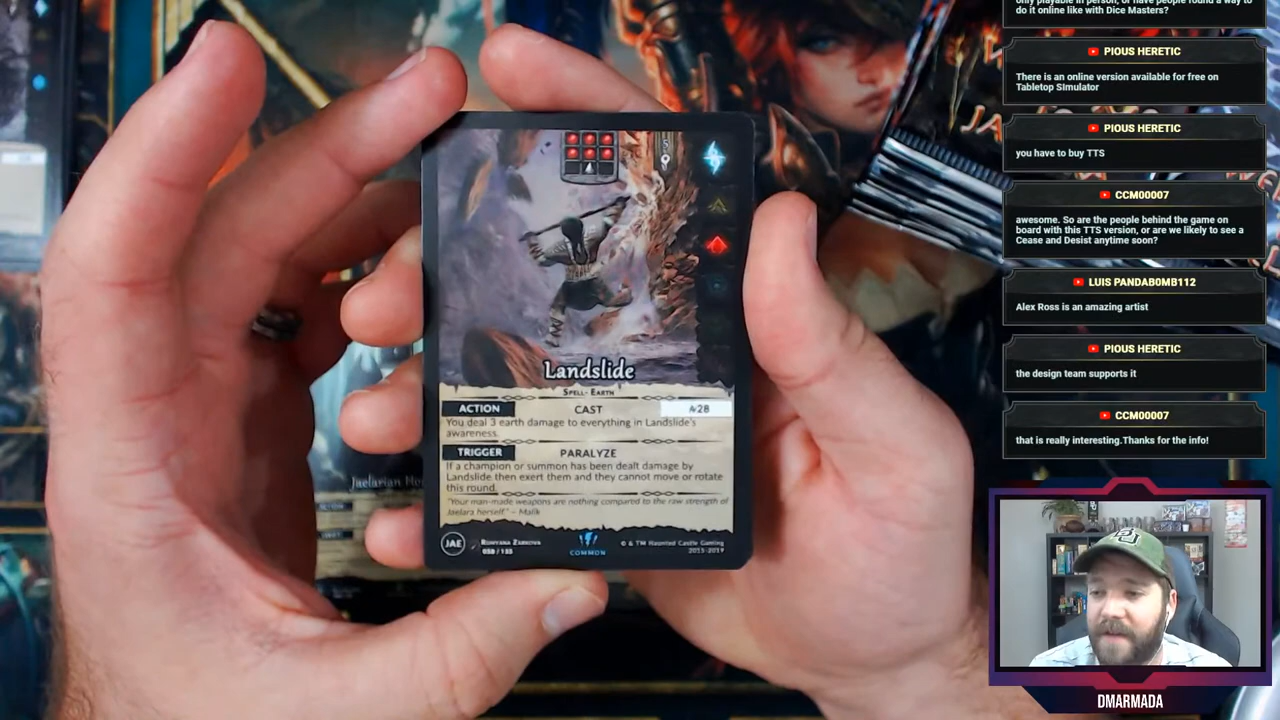 Landslide
SPELL- EARTH
ACTION CAST A-28
You deal 3 earth damage to everything in Landslide's
awareness.
TRIGGER PARALYZE
If a champion or summon has been dealt damage by
Landslide then exert them and they cannot move or rotate
this round.
"Your man-made weapons are nothing compared to the raw strength of
Jaelara herself." - Malik
JAE
058 / 185
COMMON
© & TM Haunted Castle Gaming
2015-2019
Jaelarian
do it online like with Dice Masters?
PIOUS HERETIC
There is an online version available for free on
Tabletop SImulator
PIOUS HERETIC
you have to buy TTS
CCM00007
awesome. So are the people behind the game on
board with this TTS version, or are we likely to see a
Cease and Desist anytime soon?
LUIS PANDAB0MB112
Alex Ross is an amazing artist
PIOUS HERETIC
the design team supports it
CCM00007
that is really interesting.Thanks for the info!
DMARMADA